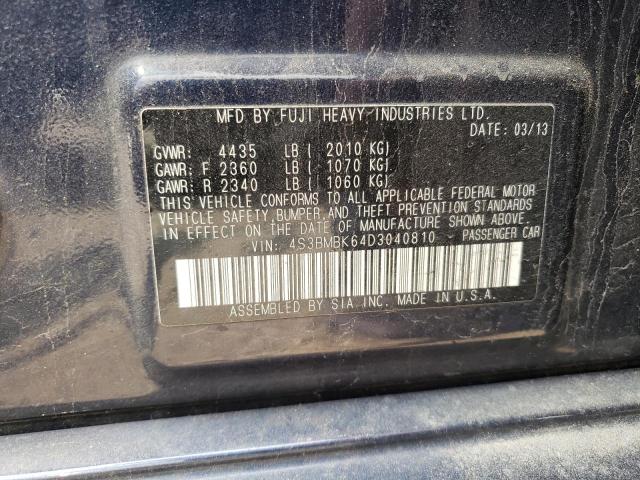 MFD BY FUJI HEAVY INDUSTRIES LTD.
DATE: 03/13
GVWR: 4435 LB ( 2010 KG)
GAWR: F 2360 LB ( 1070 KG)
GAWR: R 2340 LB ( 1060 KG)
THIS VEHICLE CONFORMS TO ALL APPLICABLE FEDERAL MOTOR
VEHICLE SAFETY, BUMPER, AND THEFT PREVENTION STANDARDS
IN EFFECT ON THE DATE OF MANUFACTURE SHOWN ABOVE.
VIN: 4S3BMBK64D3040810 PASSENGER CAR
ASSEMBLED BY SIA INC. MADE IN U.S.A.